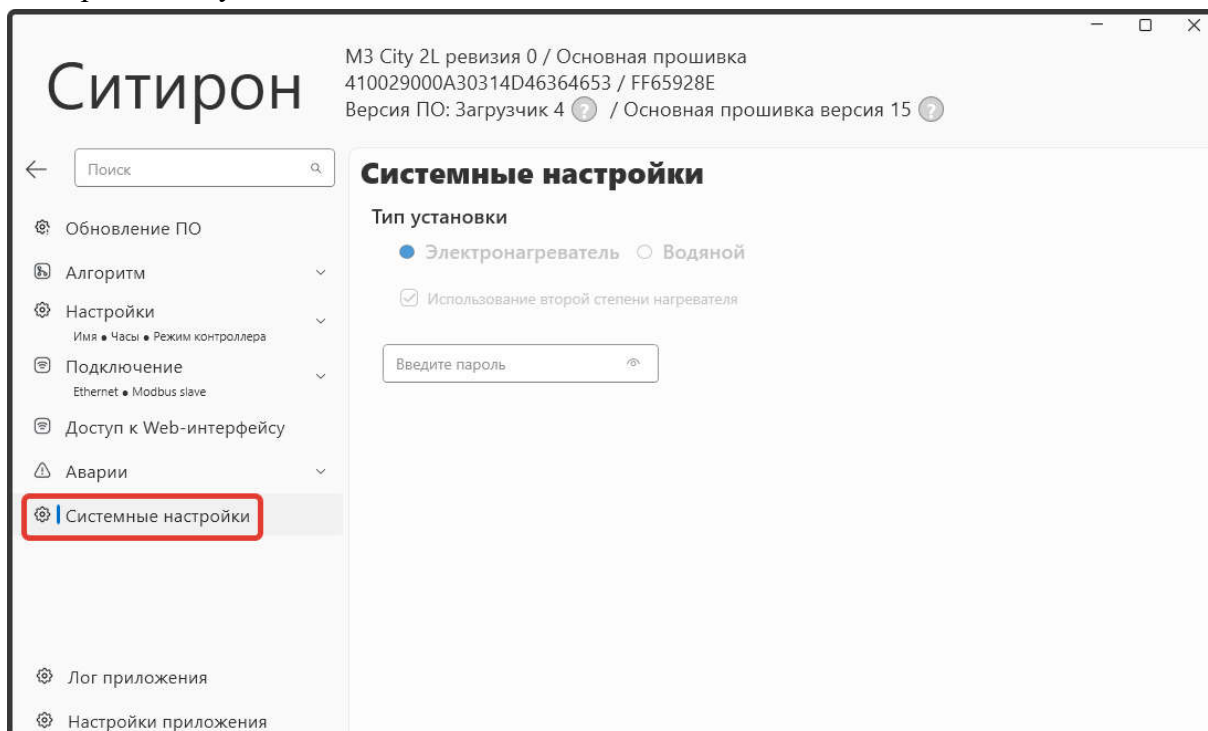 Ситирон
M3 City 2L ревизия 0 / Основная прошивка
410029000A30314D46364653 / FF65928E
Версия ПО: Загрузчик 4 ? / Основная прошивка версия 15 ?
Поиск
Обновление ПО
Алгоритм
Настройки
Имя • Часы • Режим контроллера
Подключение
Ethernet • Modbus slave
Доступ к Web-интерфейсу
Аварии
Системные настройки
Лог приложения
Настройки приложения
Системные настройки
Тип установки
Электронагреватель Водяной
Использование второй степени нагревателя
Введите пароль